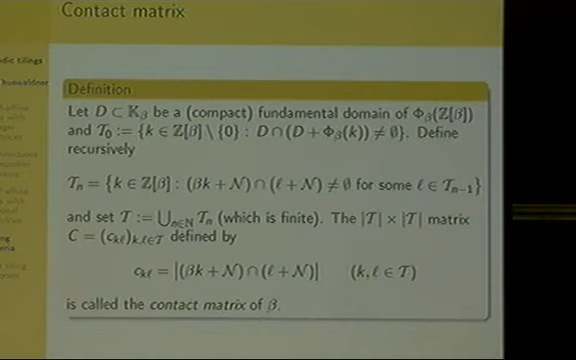 Contact matrix
Definition
Let D ⊂ 𝕂_β be a (compact) fundamental domain of Φ_β(ℤ[β])
and 𝒯_0 := {k ∈ ℤ[β] \ {0} : D ∩ (D + Φ_β(k)) ≠ ∅}. Define
recursively
𝒯_n = {k ∈ ℤ[β] : (βk + 𝒩) ∩ (ℓ + 𝒩) ≠ ∅ for some ℓ ∈ 𝒯_{n−1}}
and set 𝒯 := ⋃_{n∈ℕ} 𝒯_n (which is finite). The |𝒯| × |𝒯| matrix
C = (c_{kℓ})_{k,ℓ∈𝒯} defined by
c_{kℓ} = |(βk + 𝒩) ∩ (ℓ + 𝒩)| (k, ℓ ∈ 𝒯)
is called the contact matrix of β.